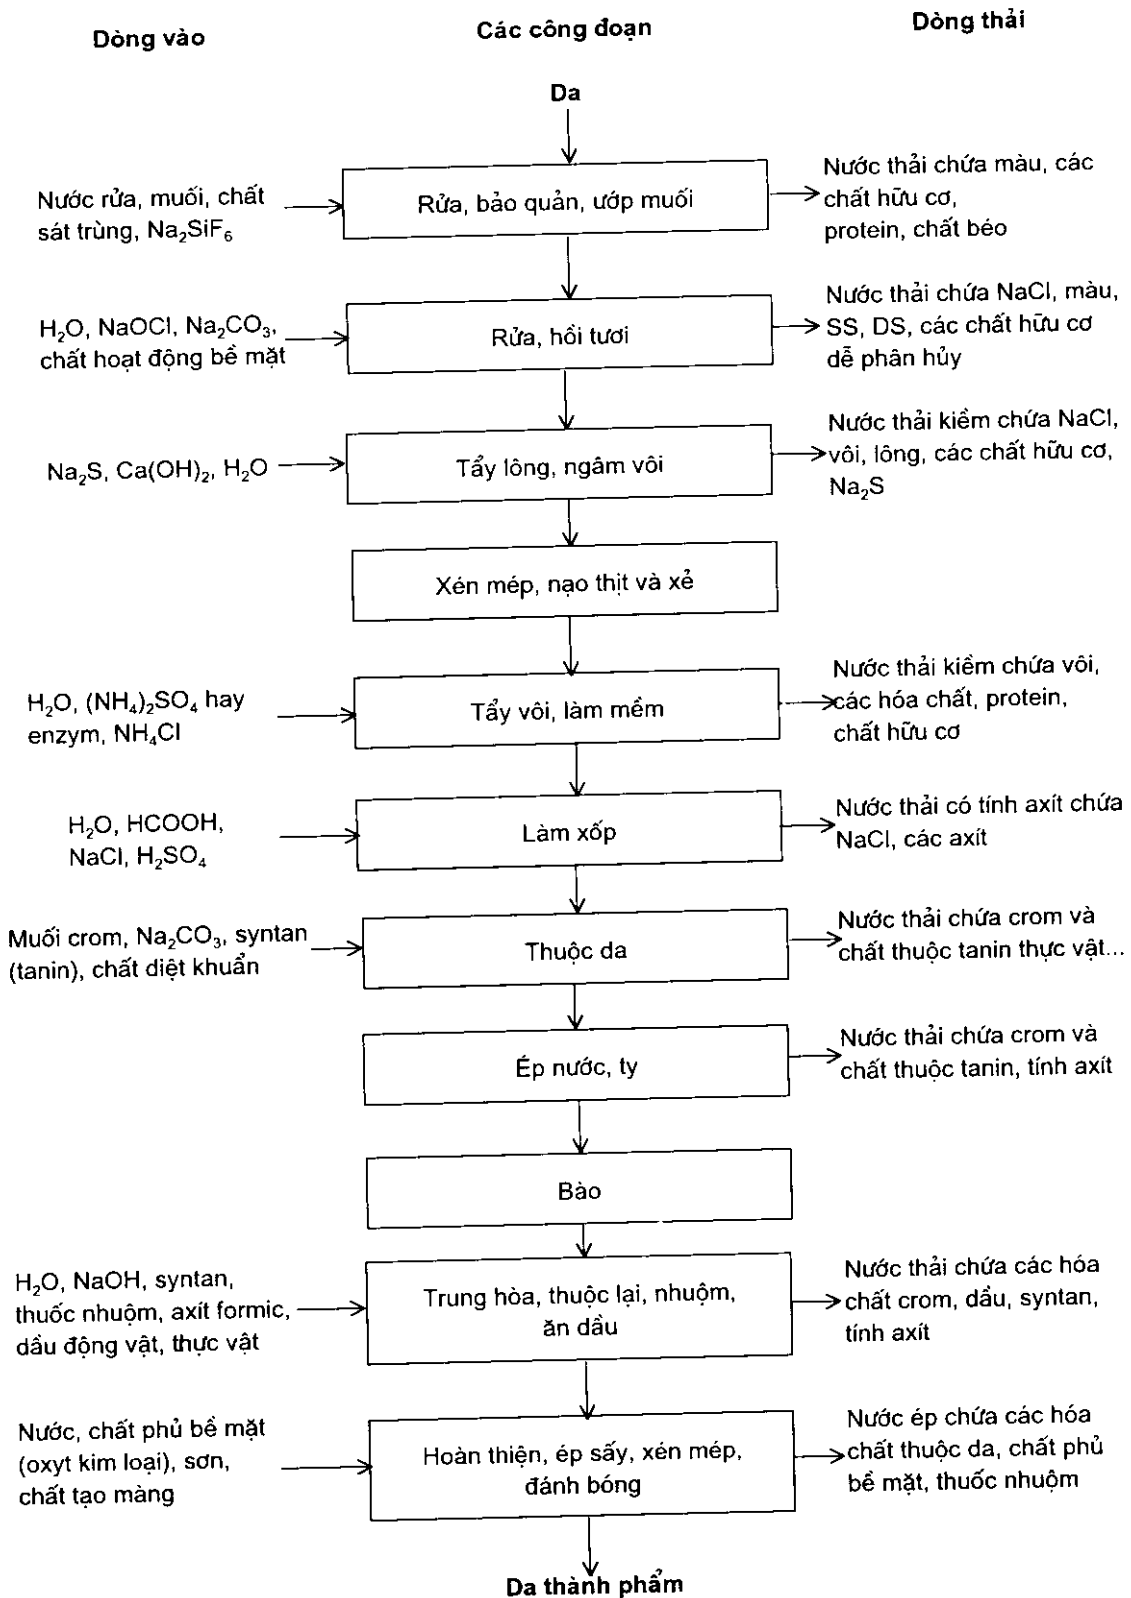 Dòng vào
Các công đoạn
Dòng thải
Da
Nước rửa, muối, chất
sát trùng, Na₂SiF₆
Rửa, bảo quản, ướp muối
Nước thải chứa màu, các
chất hữu cơ,
protein, chất béo
H₂O, NaOCl, Na₂CO₃,
chất hoạt động bề mặt
Rửa, hồi tươi
Nước thải chứa NaCl, màu,
SS, DS, các chất hữu cơ
dễ phân hủy
Na₂S, Ca(OH)₂, H₂O
Tẩy lông, ngâm vôi
Nước thải kiềm chứa NaCl,
vôi, lông, các chất hữu cơ,
Na₂S
Xén mép, nạo thịt và xẻ
H₂O, (NH₄)₂SO₄ hay
enzym, NH₄Cl
Tẩy vôi, làm mềm
Nước thải kiềm chứa vôi,
các hóa chất, protein,
chất hữu cơ
H₂O, HCOOH,
NaCl, H₂SO₄
Làm xốp
Nước thải có tính axít chứa
NaCl, các axít
Muối crom, Na₂CO₃, syntan
(tanin), chất diệt khuẩn
Thuộc da
Nước thải chứa crom và
chất thuộc tanin thực vật...
Ép nước, ty
Nước thải chứa crom và
chất thuộc tanin, tính axít
Bào
H₂O, NaOH, syntan,
thuốc nhuộm, axít formic,
dầu động vật, thực vật
Trung hòa, thuộc lại, nhuộm,
ăn dầu
Nước thải chứa các hóa
chất crom, dầu, syntan,
tính axít
Nước, chất phủ bề mặt
(oxyt kim loại), sơn,
chất tạo màng
Hoàn thiện, ép sấy, xén mép,
đánh bóng
Nước ép chứa các hóa
chất thuộc da, chất phủ
bề mặt, thuốc nhuộm
Da thành phẩm